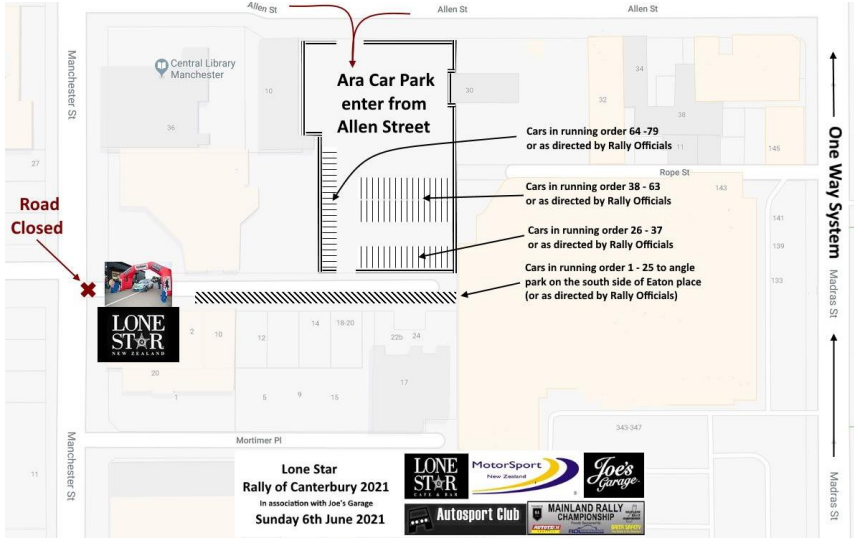 Allen St
Allen St
Allen St
Manchester St
Central Library
Manchester
10
36
27
Ara Car Park
enter from
Allen Street
30
34
32
38
11
145
Cars in running order 64 -79
or as directed by Rally Officials
Rope St
143
Cars in running order 38 - 63
or as directed by Rally Officials
Cars in running order 26 - 37
or as directed by Rally Officials
Cars in running order 1 - 25 to angle
park on the south side of Eaton place
(or as directed by Rally Officials)
One Way System
141
139
133
Madras St
Road
Closed
LONE
STAR
NEW ZEALAND
2
10
12
14
18-20
22b
24
20
1
5
9
15
17
343-347
Mortimer Pl
Manchester St
11
Madras St
Lone Star
Rally of Canterbury 2021
In association with Joe's Garage
Sunday 6th June 2021
LONE
STAR
CAFE & BAR
MotorSport
New Zealand
Joe's
Garage
Autosport Club
MAINLAND RALLY
CHAMPIONSHIP